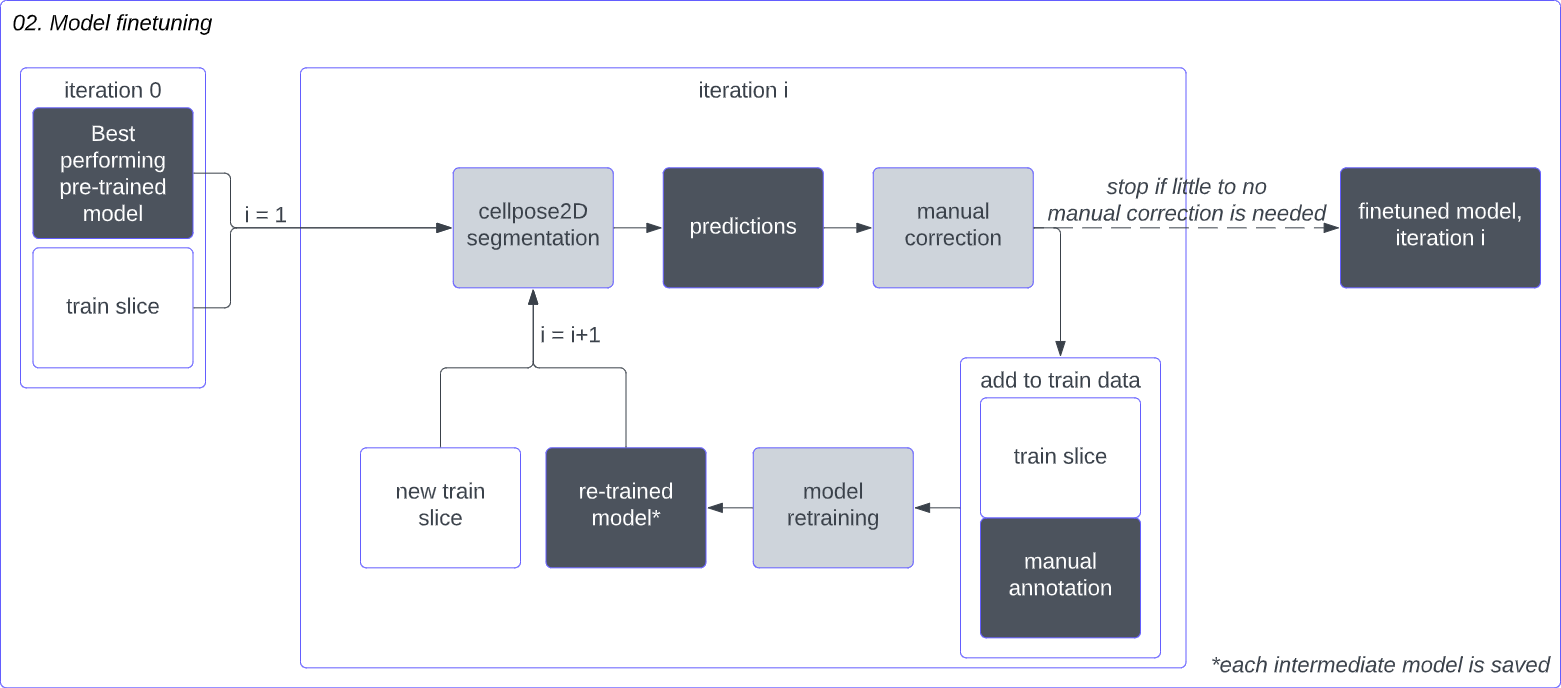 02. Model finetuning
iteration 0
Best
performing
pre-trained
model
train slice
i = 1
iteration i
cellpose2D
segmentation
predictions
manual
correction
stop if little to no
manual correction is needed
finetuned model,
iteration i
i = i+1
new train
slice
re-trained
model*
model
retraining
add to train data
train slice
manual
annotation
*each intermediate model is saved